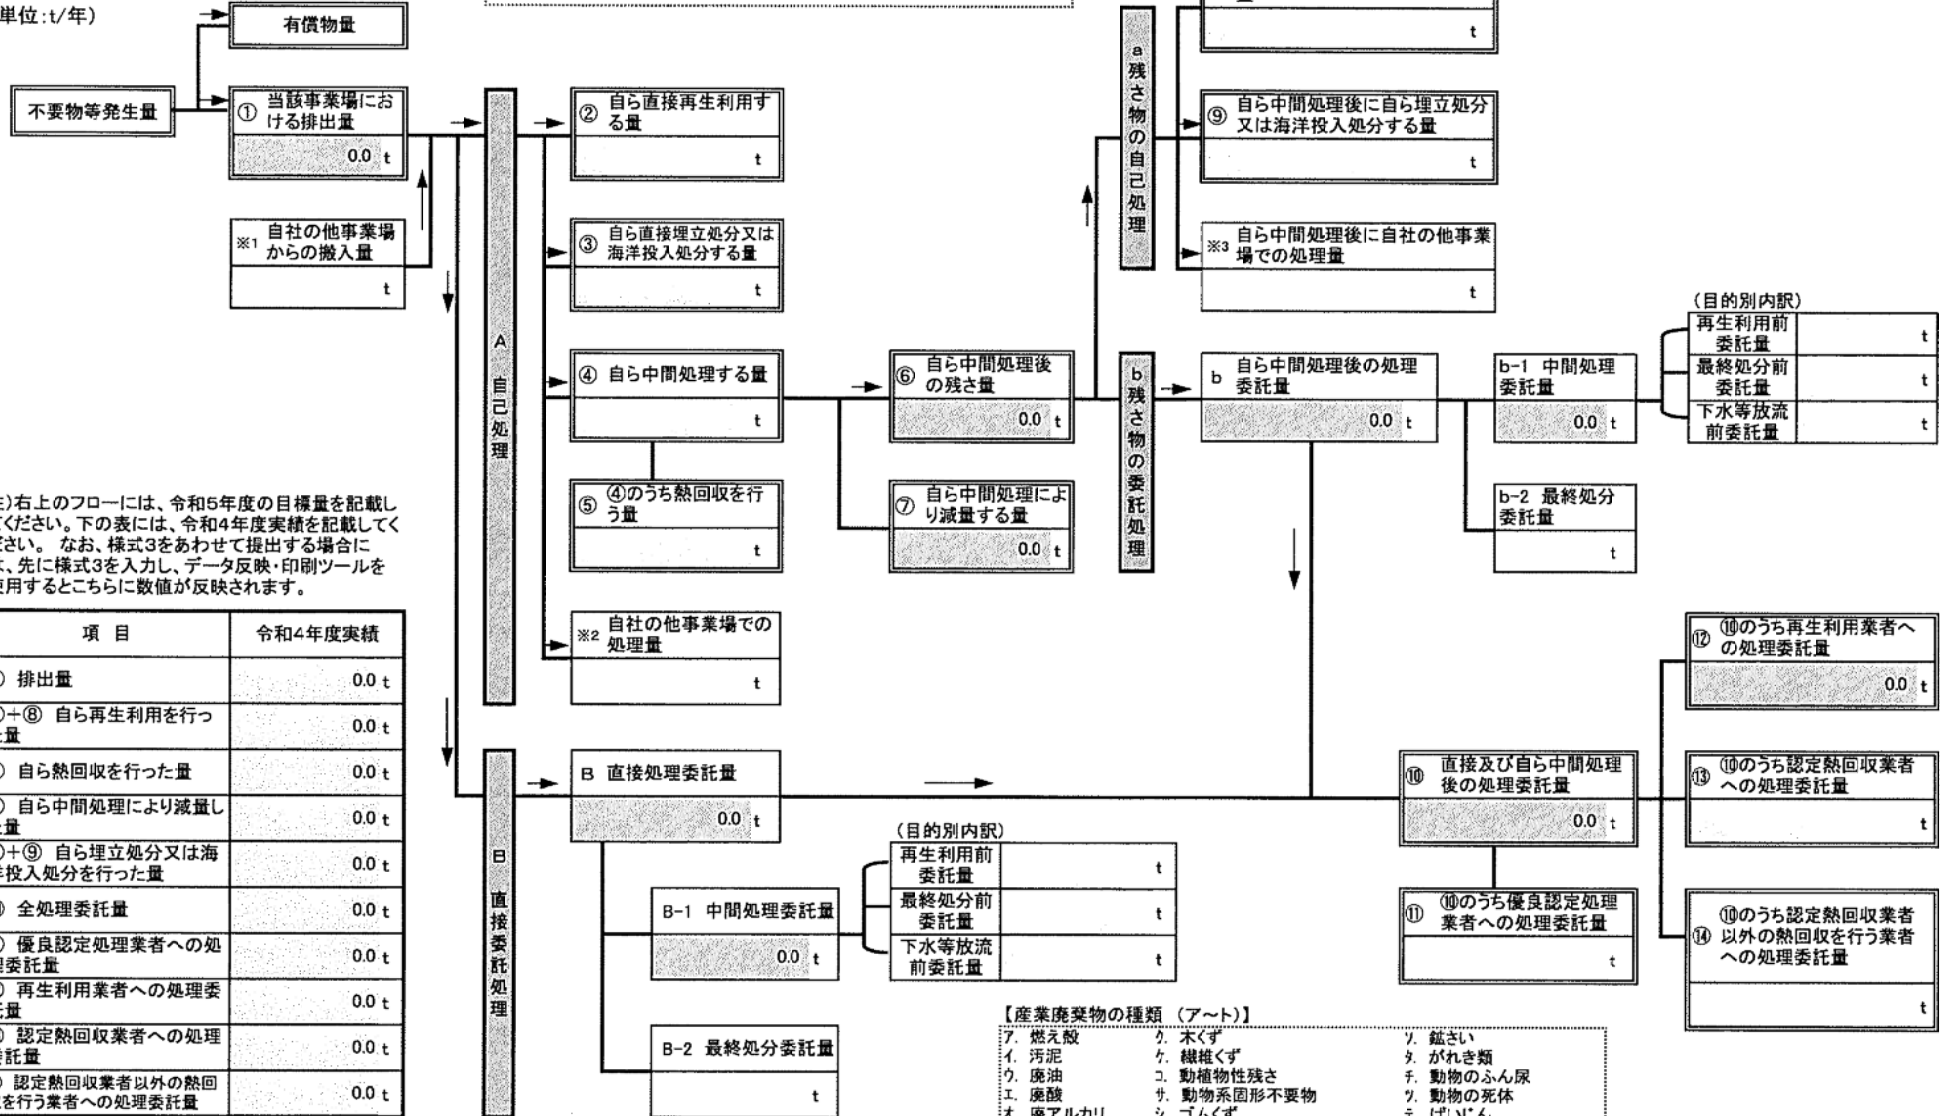 単位:t/年)
有償物量
不要物等発生量
① 当該事業場にお
ける排出量
0.0 t
※1 自社の他事業場
からの搬入量
t
A 自己処理
② 自ら直接再生利用す
る量
t
③ 自ら直接埋立処分又は
海洋投入処分する量
t
④ 自ら中間処理する量
t
⑤ ④のうち熱回収を行
う量
t
※2 自社の他事業場での
処理量
t
⑥ 自ら中間処理後
の残さ量
0.0 t
⑦ 自ら中間処理によ
り減量する量
0.0 t
a 残さ物の自己処理
t
⑨ 自ら中間処理後に自ら埋立処分
又は海洋投入処分する量
t
※3 自ら中間処理後に自社の他事業
場での処理量
t
b 残さ物の委託処理
b 自ら中間処理後の処理
委託量
0.0 t
b-1 中間処理
委託量
0.0 t
(目的別内訳)
再生利用前
委託量
t
最終処分前
委託量
t
下水等放流
前委託量
t
b-2 最終処分
委託量
t
)右上のフローには、令和5年度の目標量を記載し
ください。下の表には、令和4年度実績を記載してく
さい。 なお、様式3をあわせて提出する場合に
、先に様式3を入力し、データ反映・印刷ツールを
用するとこちらに数値が反映されます。
項 目 令和4年度実績
) 排出量 0.0 t
)+⑧ 自ら再生利用を行っ
量 0.0 t
) 自ら熱回収を行った量 0.0 t
) 自ら中間処理により減量し
量 0.0 t
)+⑨ 自ら埋立処分又は海
投入処分を行った量 0.0 t
) 全処理委託量 0.0 t
) 優良認定処理業者への処
委託量 0.0 t
) 再生利用業者への処理委
量 0.0 t
) 認定熱回収業者への処理
託量 0.0 t
) 認定熱回収業者以外の熱回
を行う業者への処理委託量 0.0 t
B 直接委託処理
B 直接処理委託量
0.0 t
B-1 中間処理委託量
0.0 t
(目的別内訳)
再生利用前
委託量
t
最終処分前
委託量
t
下水等放流
前委託量
t
B-2 最終処分委託量
t
⑩ 直接及び自ら中間処理
後の処理委託量
0.0 t
⑪ ⑩のうち優良認定処理
業者への処理委託量
t
⑫ ⑩のうち再生利用業者へ
の処理委託量
0.0 t
⑬ ⑩のうち認定熱回収業者
への処理委託量
t
⑭ ⑩のうち認定熱回収業者
以外の熱回収を行う業者
への処理委託量
t
【産業廃棄物の種類 (ア~ト)】
ア. 燃え殻 ク. 木くず ソ. 鉱さい
イ. 汚泥 ケ. 繊維くず タ. がれき類
ウ. 廃油 コ. 動植物性残さ チ. 動物のふん尿
エ. 廃酸 サ. 動物系固形不要物 ツ. 動物の死体
オ. 廃アルカリ シ. ゴムくず テ. ばいじん